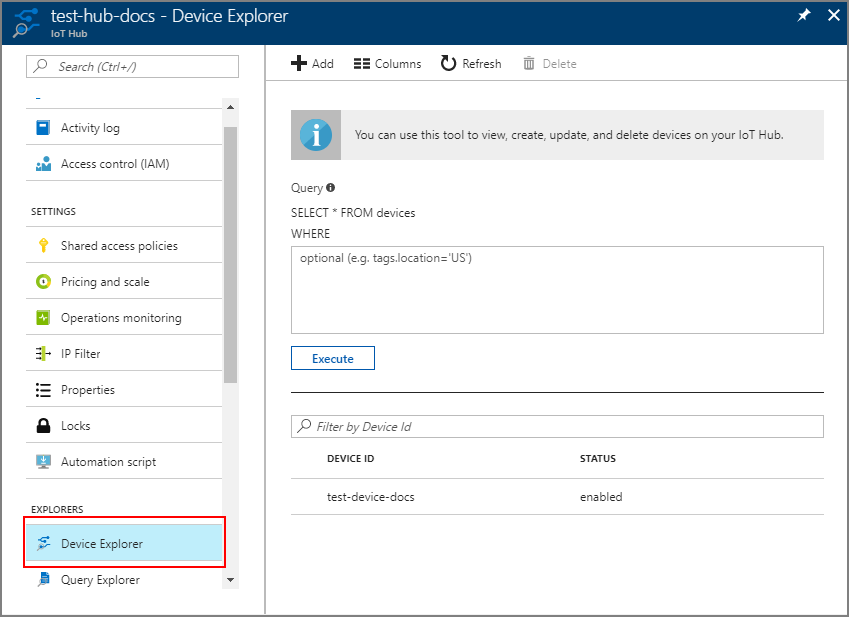 test-hub-docs - Device Explorer
IoT Hub
Search (Ctrl+/)
Activity log
Access control (IAM)
SETTINGS
Shared access policies
Pricing and scale
Operations monitoring
IP Filter
Properties
Locks
Automation script
EXPLORERS
Device Explorer
Query Explorer
Add Columns Refresh Delete
You can use this tool to view, create, update, and delete devices on your IoT Hub.
Query
SELECT * FROM devices
WHERE
optional (e.g. tags.location='US')
Execute
Filter by Device Id
DEVICE ID STATUS
test-device-docs enabled